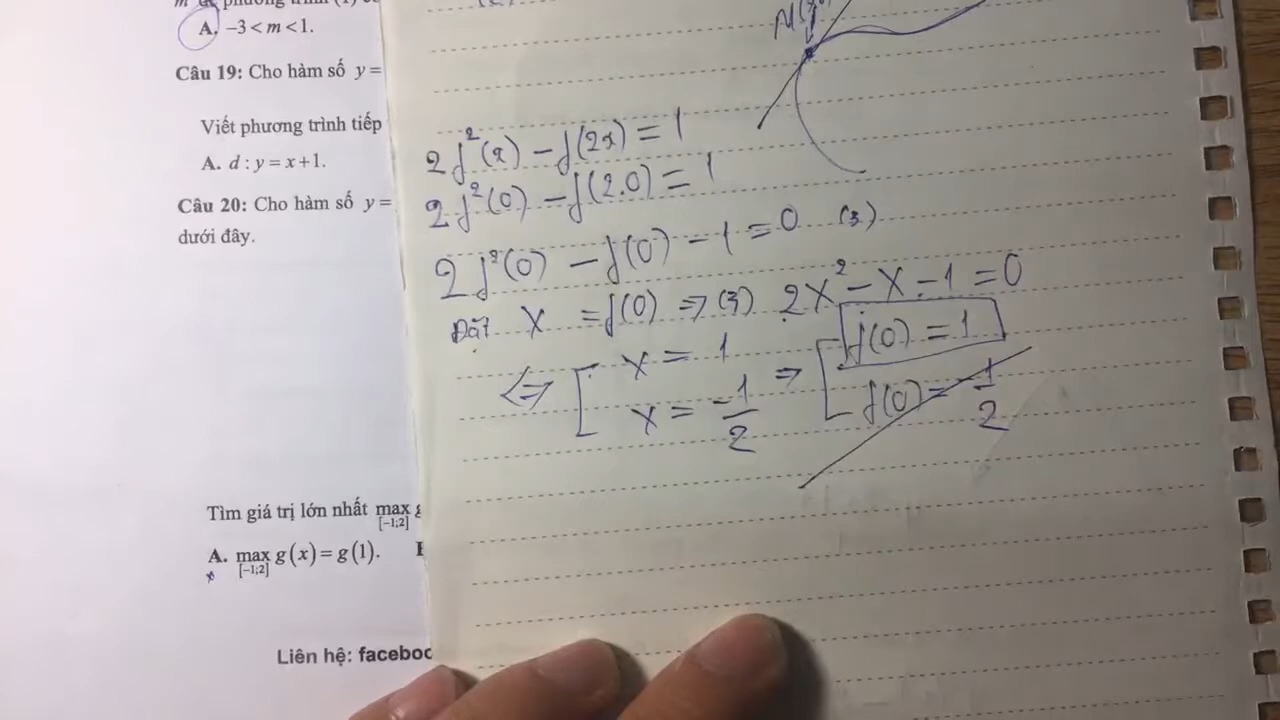 A. −3 < m < 1.
Câu 19: Cho hàm số y =
Viết phương trình tiếp
A. d : y = x + 1.
Câu 20: Cho hàm số y =
dưới đây.
Tìm giá trị lớn nhất max
[−1;2]
A. max g(x) = g(1).
[−1;2]
Liên hệ: faceboo
2f²(x) − f(2x) = 1
2f²(0) − f(2.0) = 1
2f²(0) − f(0) − 1 = 0 (3)
Đặt X = f(0) ⇒ (3) 2X² − X − 1 = 0
⇔ [ X = 1 ⇒ [ f(0) = 1
X = −1/2 f(0) = −1/2